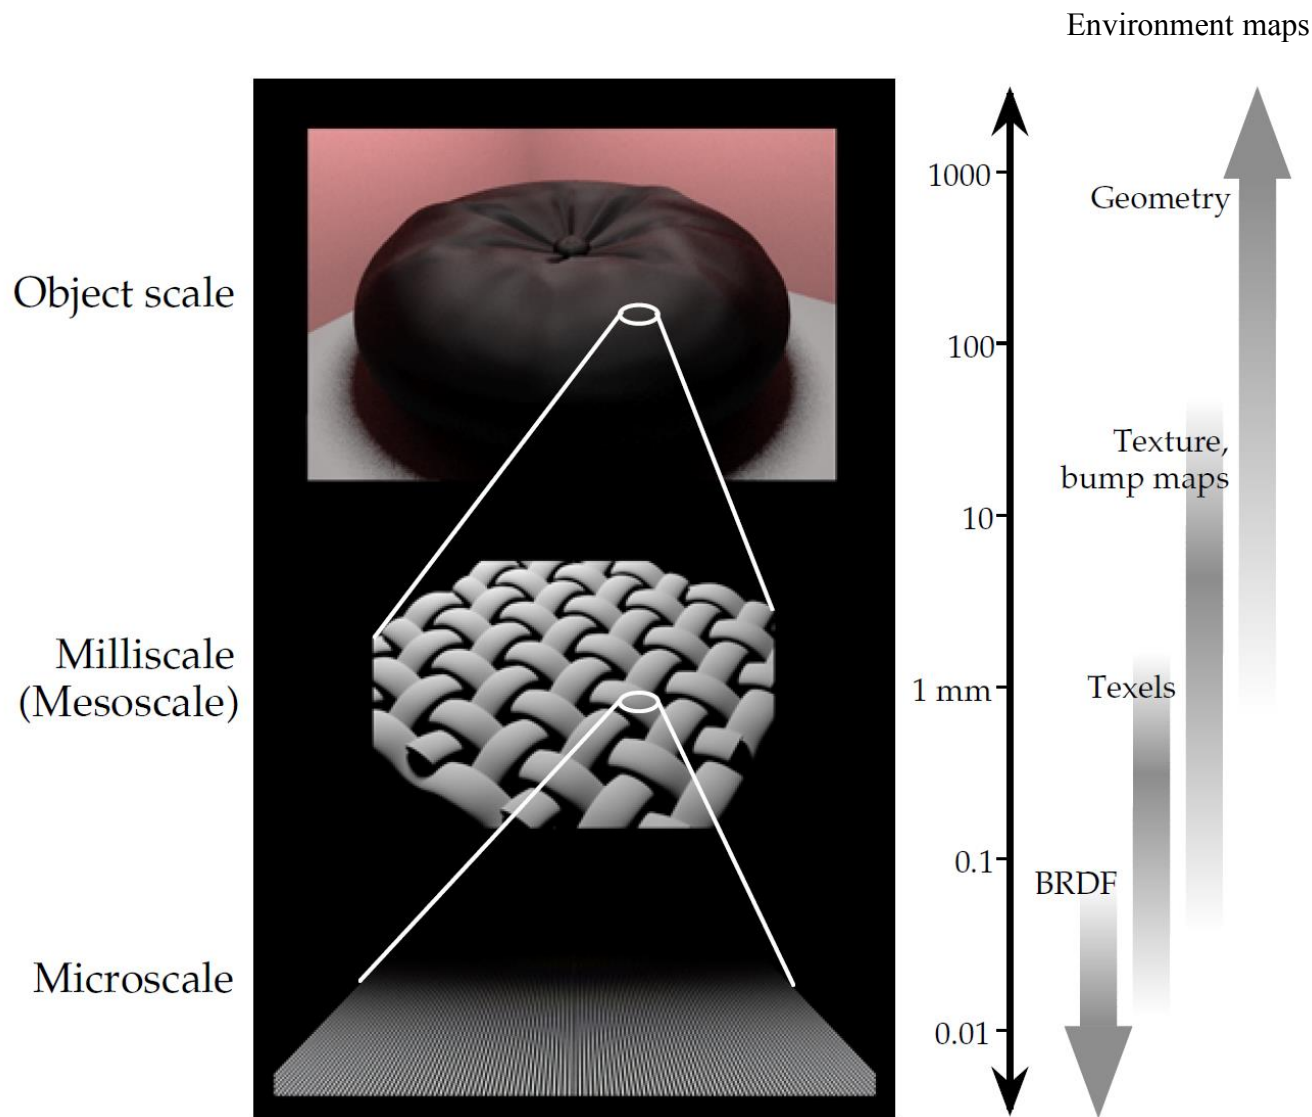 Environment maps
1000
Geometry
Object scale
100
Texture,
bump maps
10
Milliscale
(Mesoscale)
1 mm
Texels
0.1
BRDF
Microscale
0.01